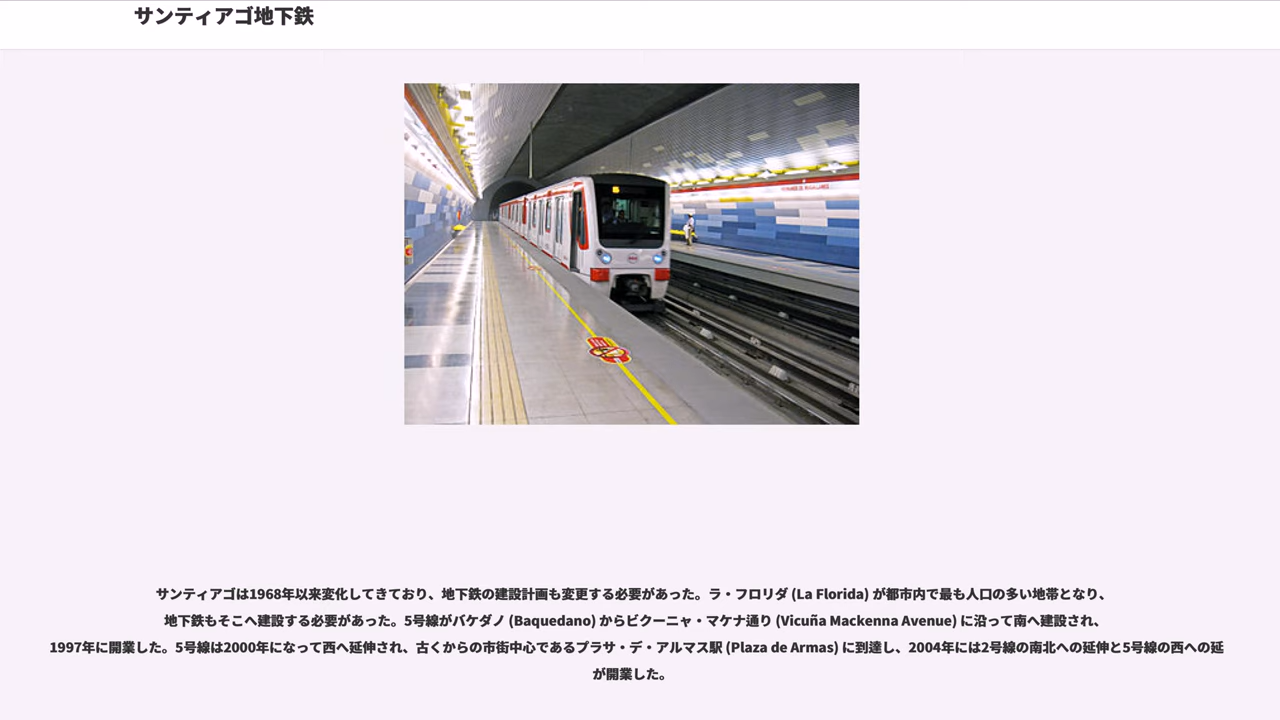 サンティアゴ地下鉄
サンティアゴは1968年以来変化してきており、地下鉄の建設計画も変更する必要があった。ラ・フロリダ (La Florida) が都市内で最も人口の多い地帯となり、
地下鉄もそこへ建設する必要があった。5号線がバケダノ (Baquedano) からビクーニャ・マケナ通り (Vicuña Mackenna Avenue) に沿って南へ建設され、
1997年に開業した。5号線は2000年になって西へ延伸され、古くからの市街中心であるプラサ・デ・アルマス駅 (Plaza de Armas) に到達し、2004年には2号線の南北への延伸と5号線の西への延
が開業した。